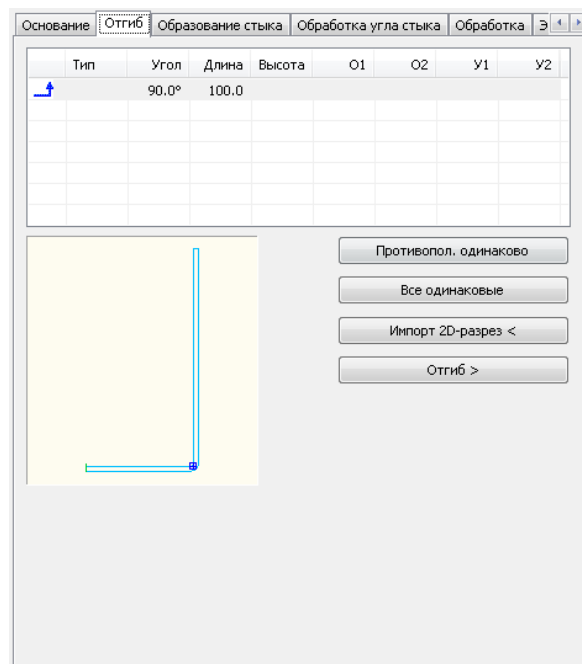 Основание Отгиб Образование стыка Обработка угла стыка Обработка Э
Тип Угол Длина Высота О1 О2 У1 У2
90.0° 100.0
Противопол. одинаково
Все одинаковые
Импорт 2D-разрез <
Отгиб >